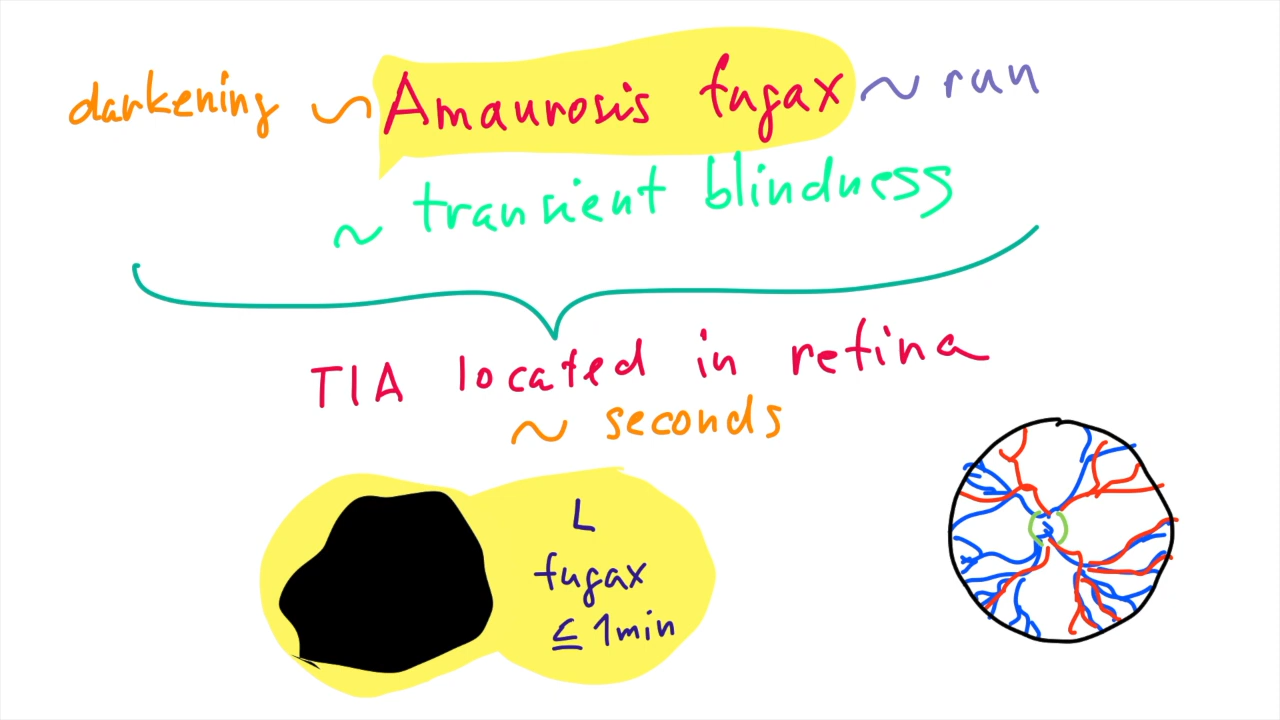 darkening ~ Amaurosis fugax ~ run
~ transient blindness
TIA located in retina
~ seconds
L
fugax
≤ 1min